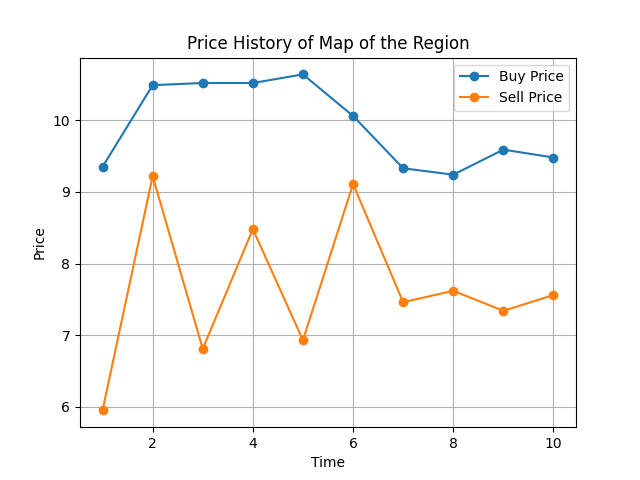 Price History of Map of the Region
Buy Price
Sell Price
10
9
8
7
6
Price
2 4 6 8 10
Time